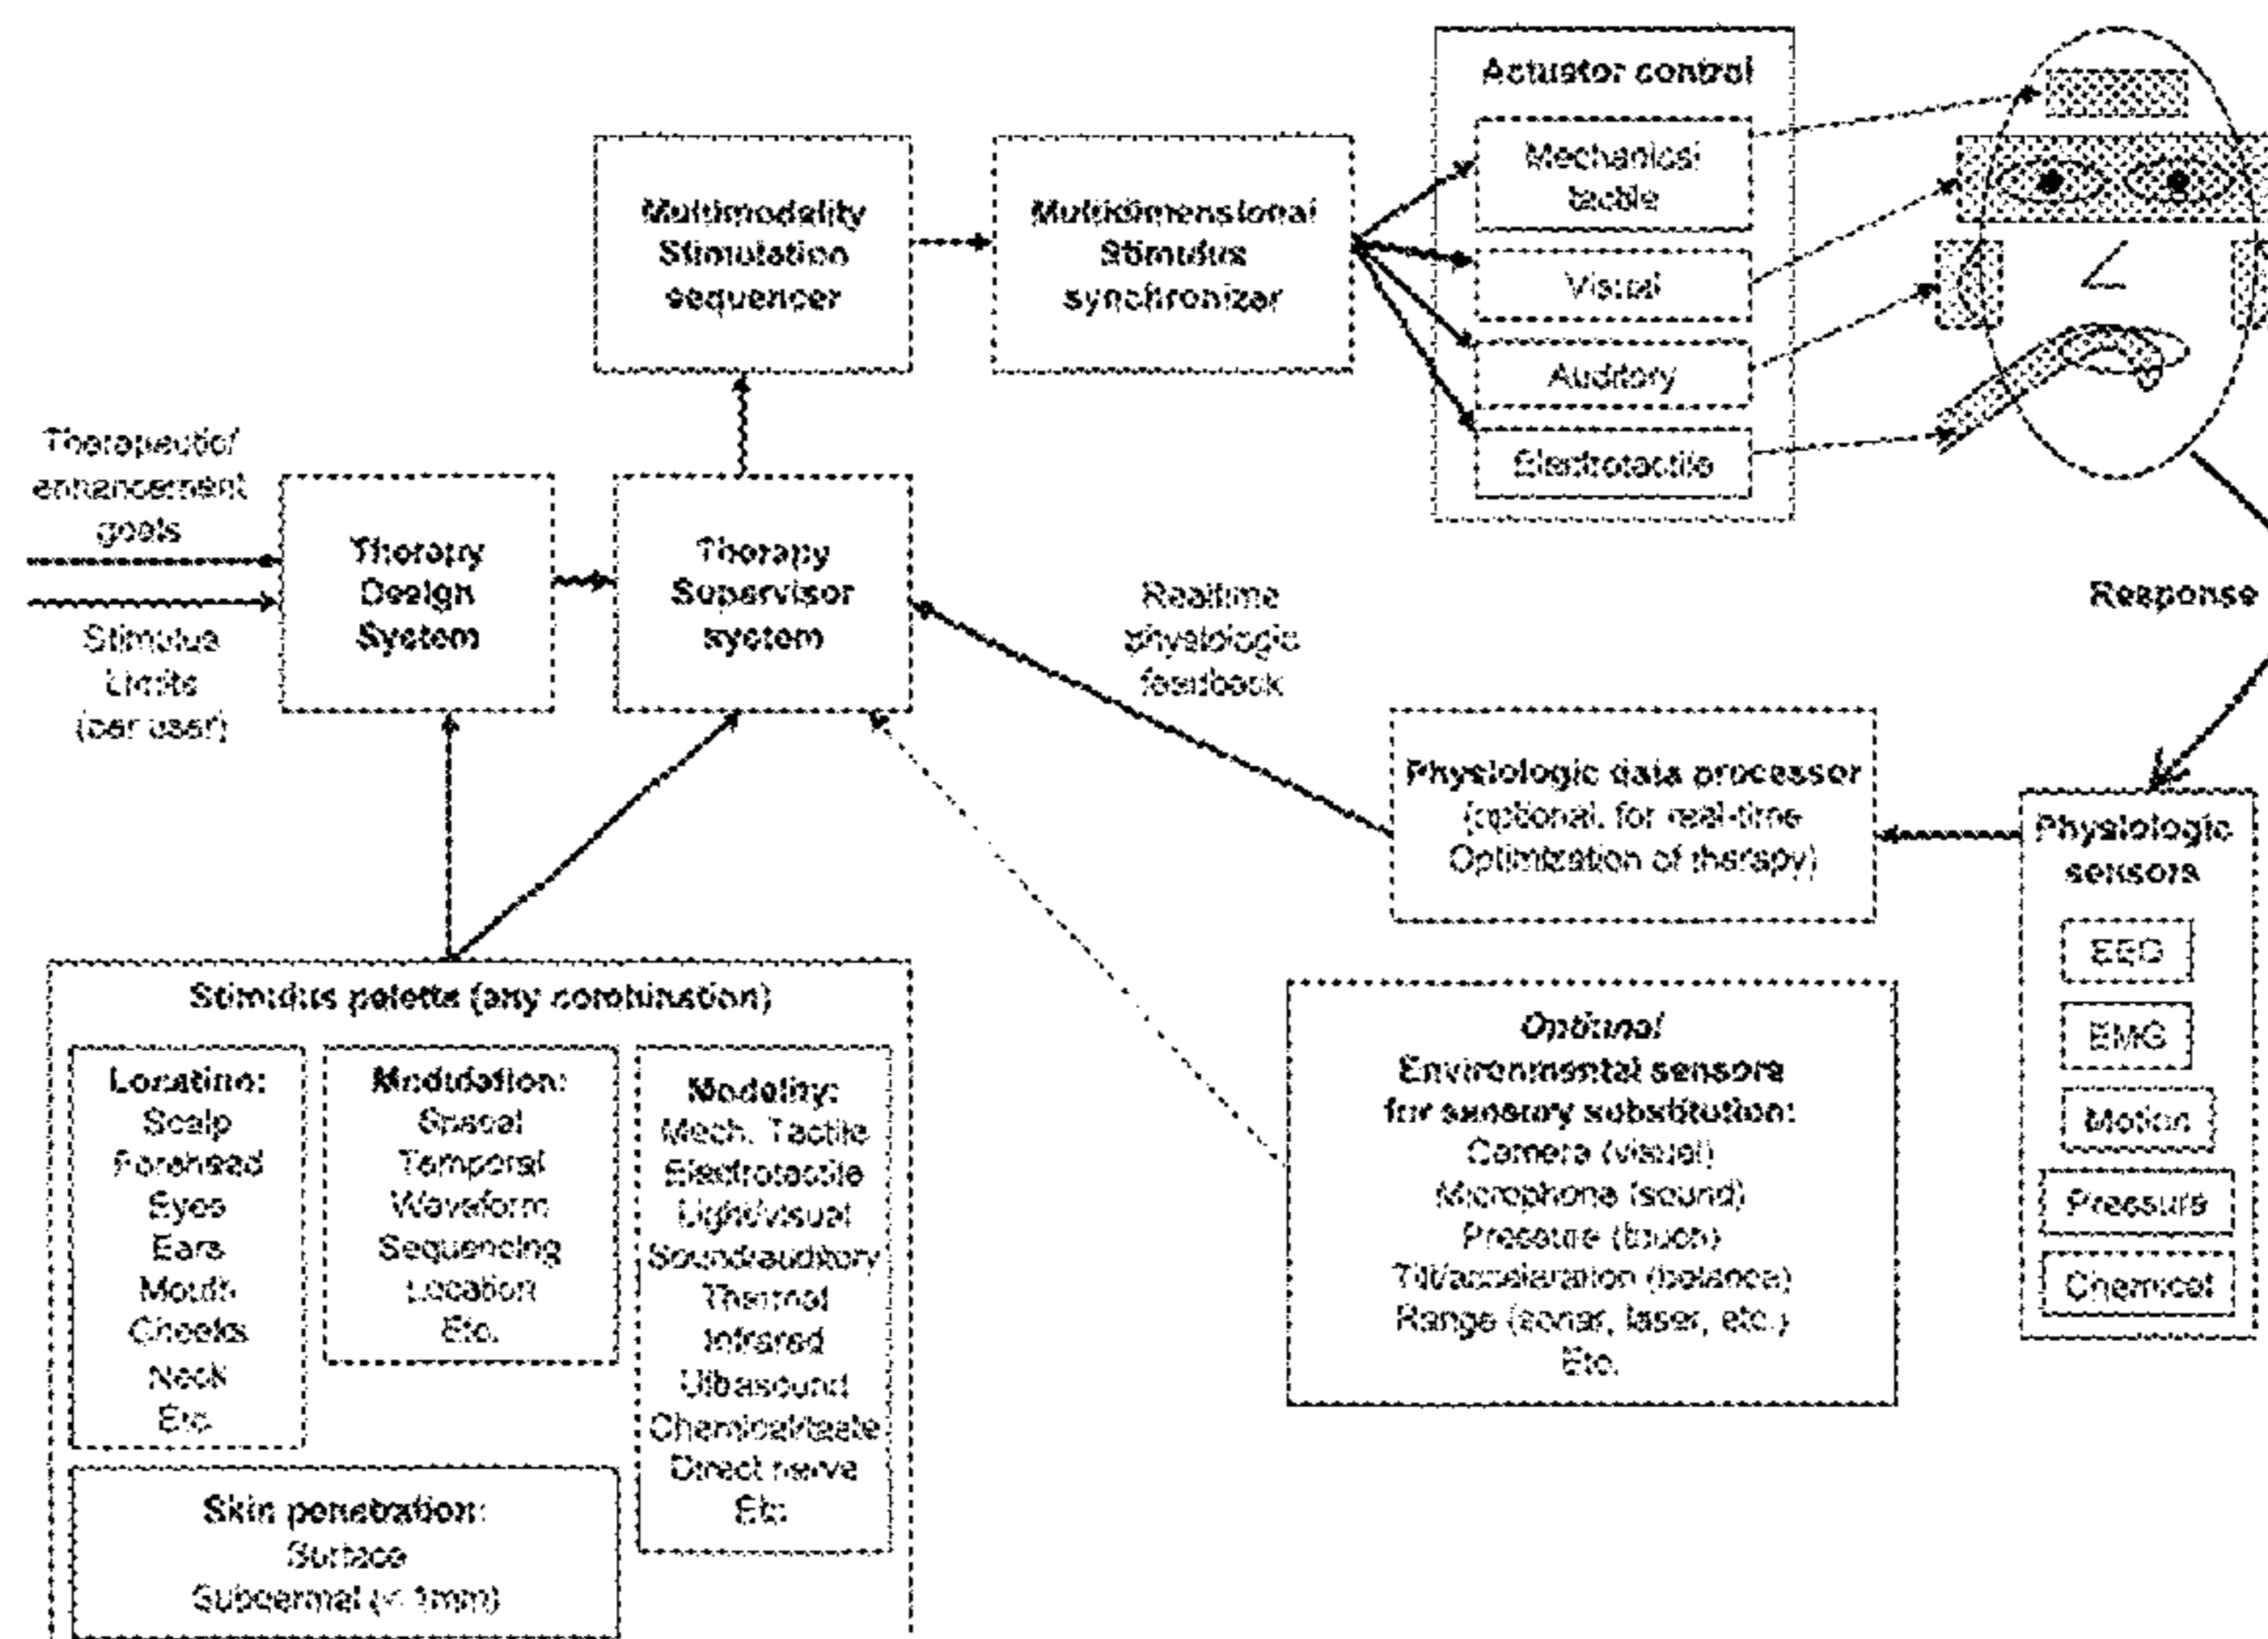 Actuator control
Mechanical
tactile
Visual
Auditory
Electrotactile
Multimodality
Stimulation
sequencer
Multidimensional
Stimulus
synchronizer
Therapeutic/
enhancement
goals
Stimulus
Limits
(per user)
Therapy
Design
System
Therapy
Supervisor
system
Realtime
physiologic
feedback
Response
Physiologic data processor
(optional, for real-time
Optimization of therapy)
Physiologic
sensors
EEG
EMG
Motion
Pressure
Chemical
Stimulus palette (any combination)
Location:
Scalp
Forehead
Eyes
Ears
Mouth
Cheeks
Neck
Etc.
Modulation:
Spatial
Temporal
Waveform
Sequencing
Location
Etc.
Modality:
Mech. Tactile
Electrotactile
Light/visual
Sound/auditory
Thermal
Infrared
Ultrasound
Chemical/taste
Direct nerve
Etc
Skin penetration:
Surface
Subdermal (< 1mm)
Optional
Environmental sensors
for sensory substitution:
Camera (visual)
Microphone (sound)
Pressure (touch)
Tilt/acceleration (balance)
Range (sonar, laser, etc.)
Etc.